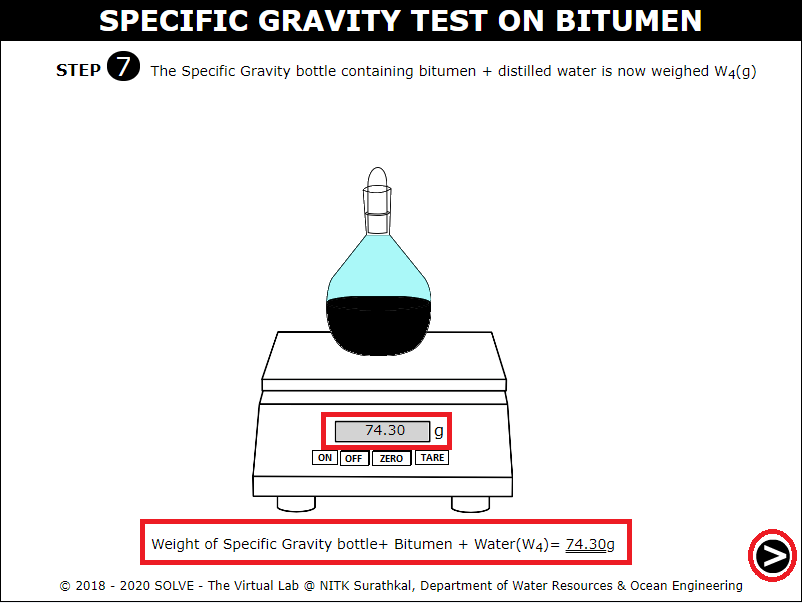 SPECIFIC GRAVITY TEST ON BITUMEN
STEP 7 The Specific Gravity bottle containing bitumen + distilled water is now weighed W4(g)
74.30 g
ON OFF ZERO TARE
Weight of Specific Gravity bottle+ Bitumen + Water(W4)= 74.30g
>
© 2018 - 2020 SOLVE - The Virtual Lab @ NITK Surathkal, Department of Water Resources & Ocean Engineering